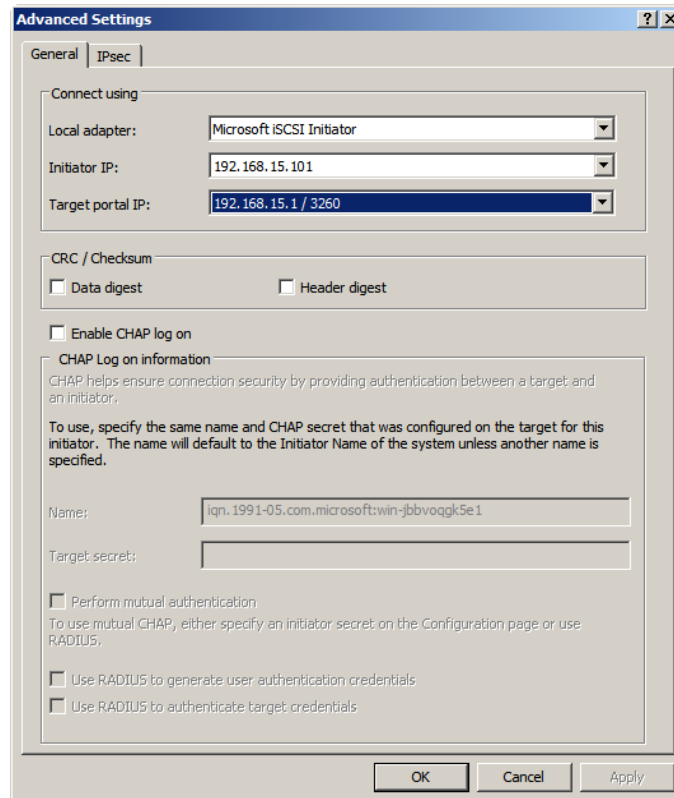 Advanced Settings
General
IPsec
Connect using
Local adapter:
Microsoft iSCSI Initiator
Initiator IP:
192.168.15.101
Target portal IP:
192.168.15.1 / 3260
CRC / Checksum
Data digest
Header digest
Enable CHAP log on
CHAP Log on information
CHAP helps ensure connection security by providing authentication between a target and
an initiator.
To use, specify the same name and CHAP secret that was configured on the target for this
initiator. The name will default to the Initiator Name of the system unless another name is
specified.
Name:
iqn.1991-05.com.microsoft:win-jbbvoqgk5e1
Target secret:
Perform mutual authentication
To use mutual CHAP, either specify an initiator secret on the Configuration page or use
RADIUS.
Use RADIUS to generate user authentication credentials
Use RADIUS to authenticate target credentials
OK
Cancel
Apply